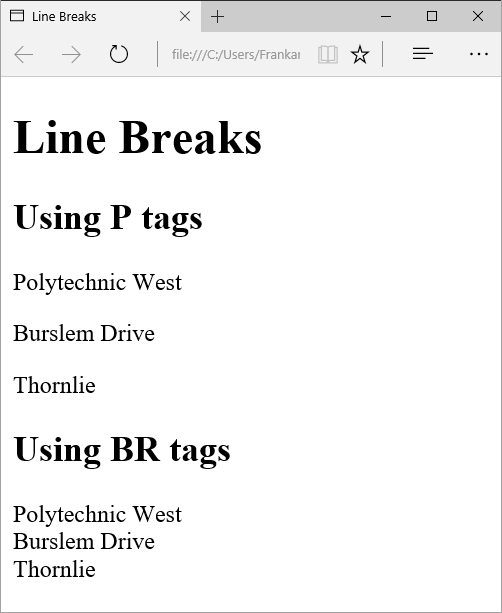 Line Breaks
file:///C:/Users/Frankar
Line Breaks
Using P tags
Polytechnic West
Burslem Drive
Thornlie
Using BR tags
Polytechnic West
Burslem Drive
Thornlie